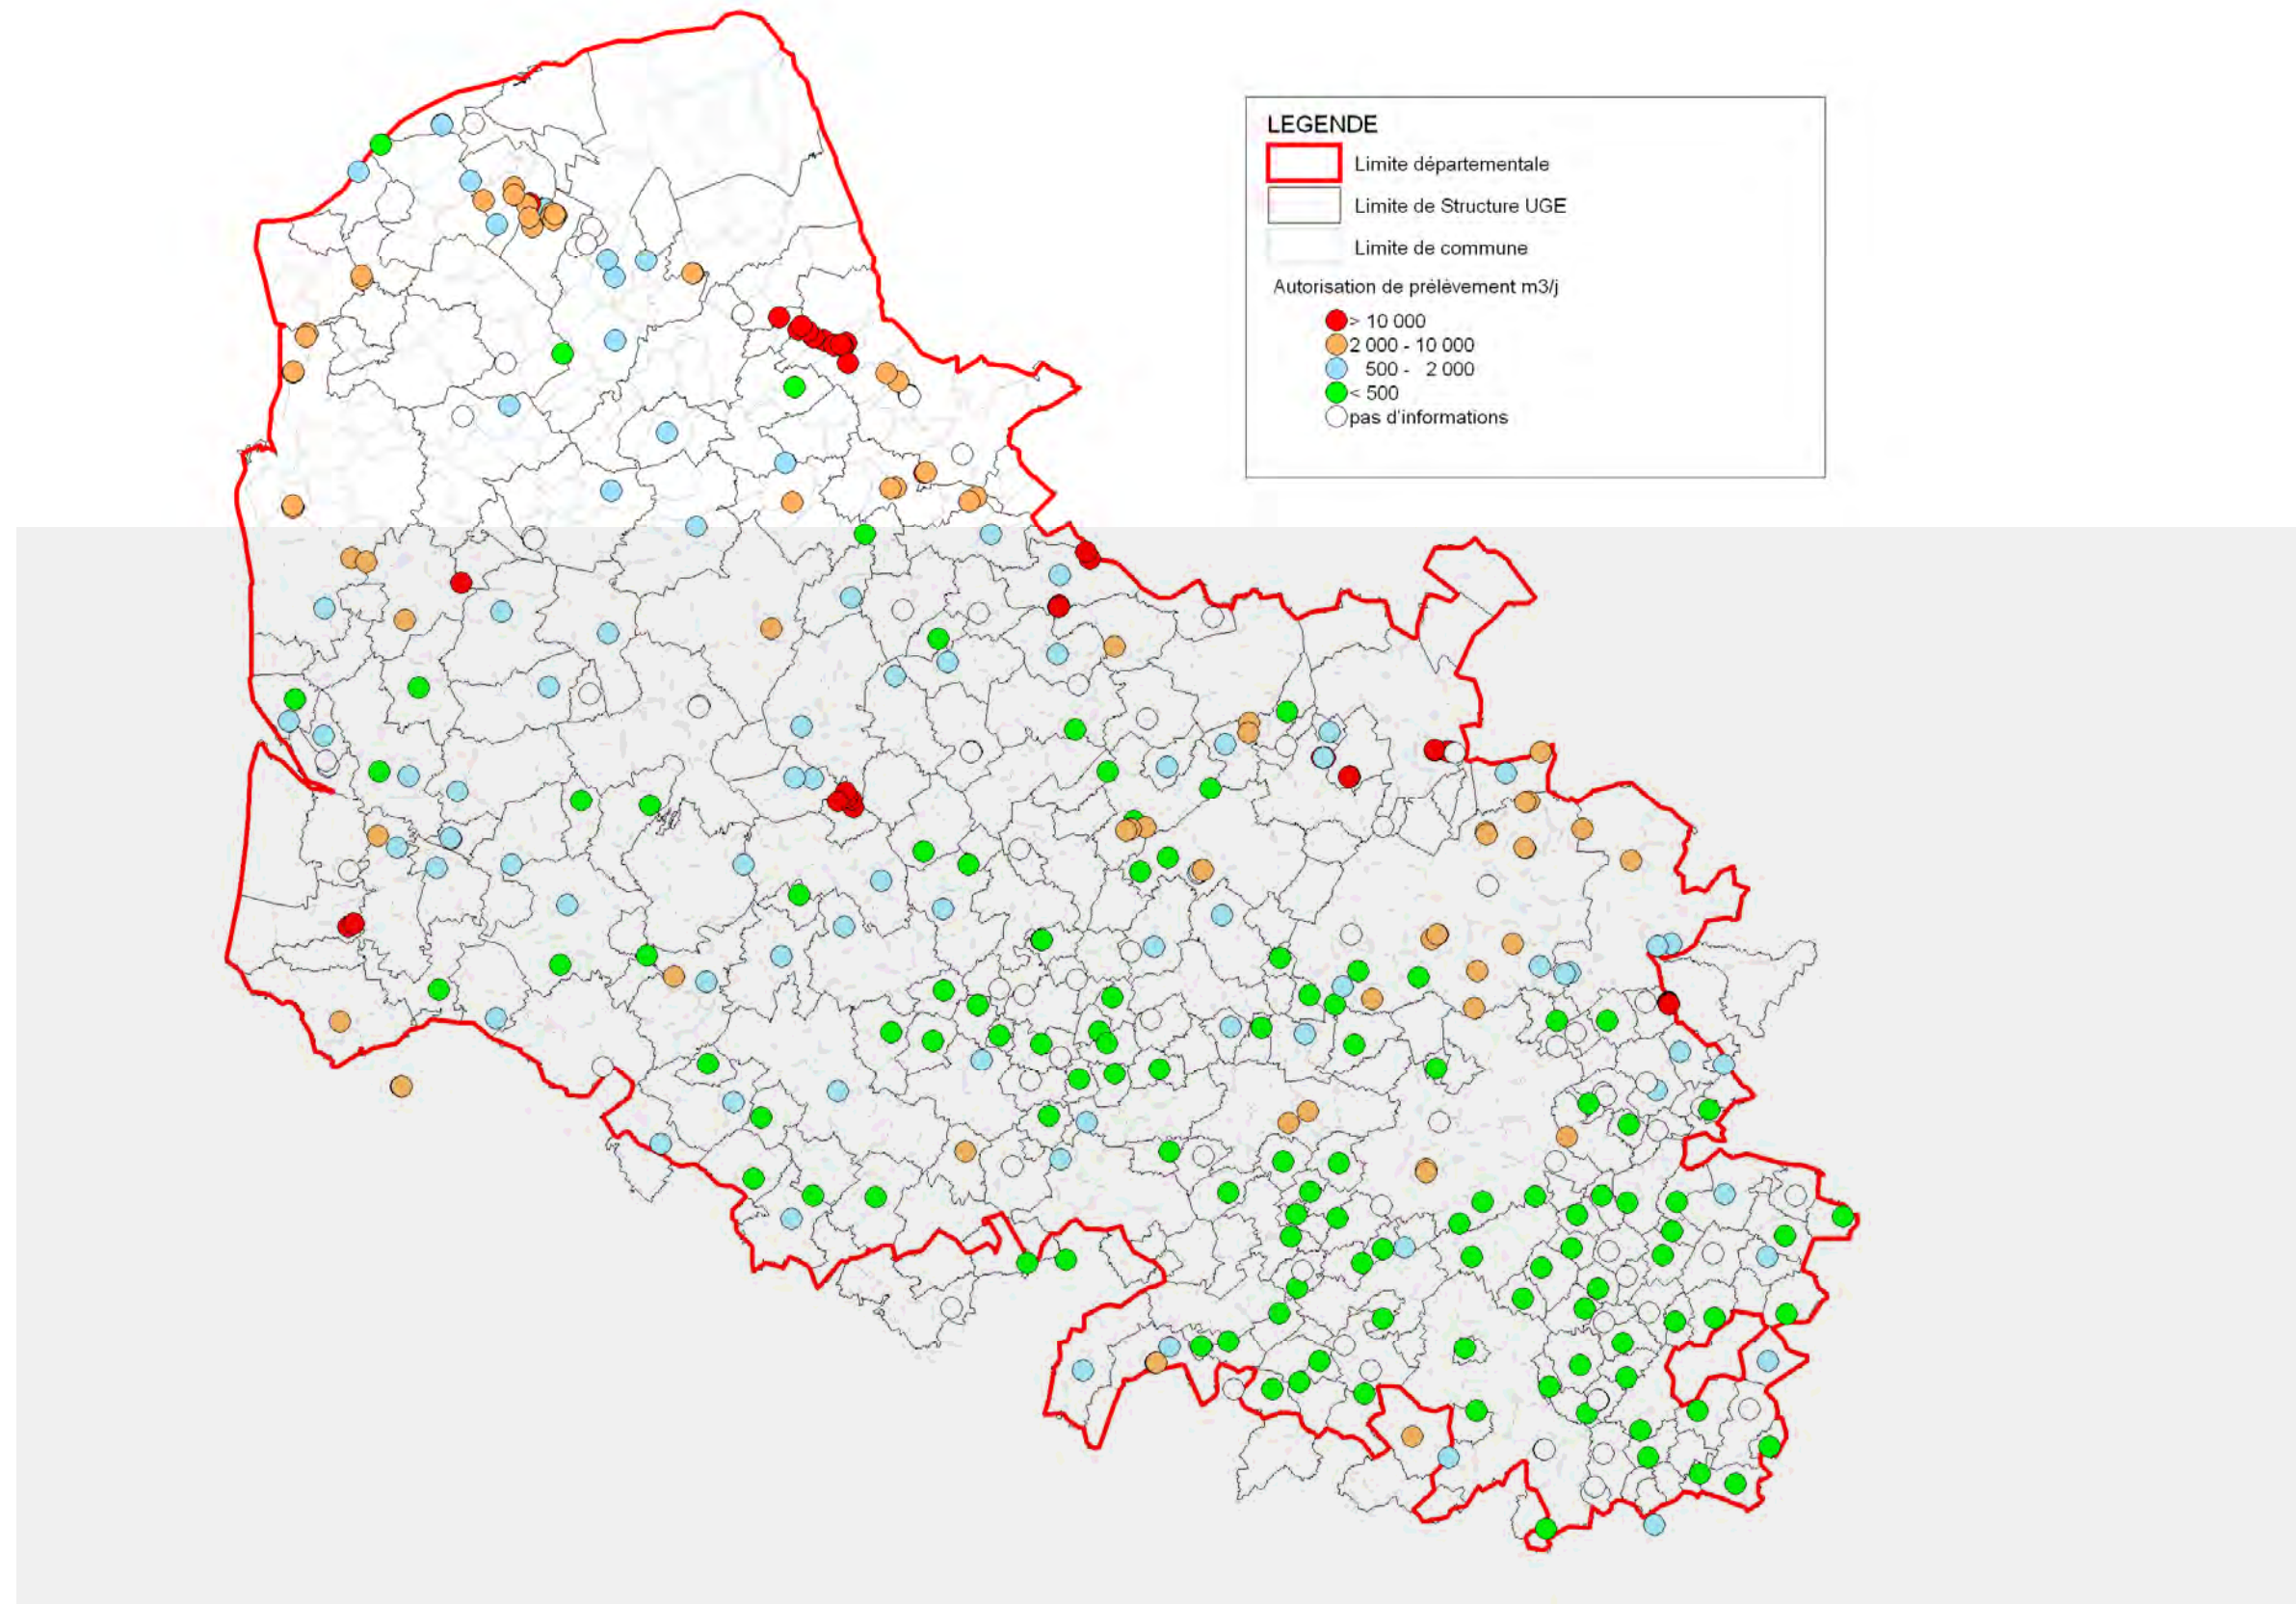 LEGENDE
Limite départementale
Limite de Structure UGE
Limite de commune
Autorisation de prélèvement m3/j
> 10 000
2 000 - 10 000
500 - 2 000
< 500
pas d'informations